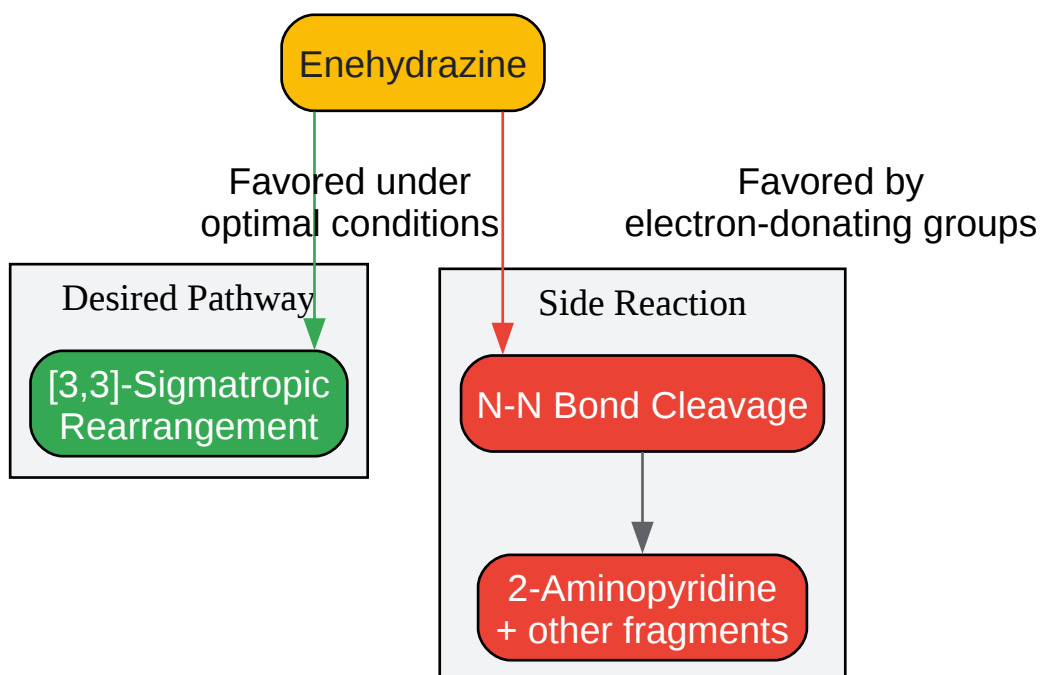 Enehydrazine
Favored under
optimal conditions
Favored by
electron-donating groups
Desired Pathway
[3,3]-Sigmatropic
Rearrangement
Side Reaction
N-N Bond Cleavage
2-Aminopyridine
+ other fragments